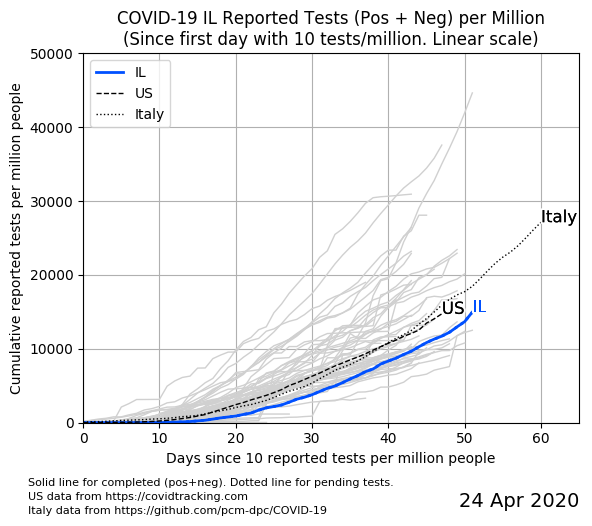 COVID-19 IL Reported Tests (Pos + Neg) per Million
(Since first day with 10 tests/million. Linear scale)
Cumulative reported tests per million people
50000
40000
30000
20000
10000
0
IL
US
Italy
Italy
US
IL
0 10 20 30 40 50 60
Days since 10 reported tests per million people
Solid line for completed (pos+neg). Dotted line for pending tests.
US data from https://covidtracking.com
Italy data from https://github.com/pcm-dpc/COVID-19
24 Apr 2020